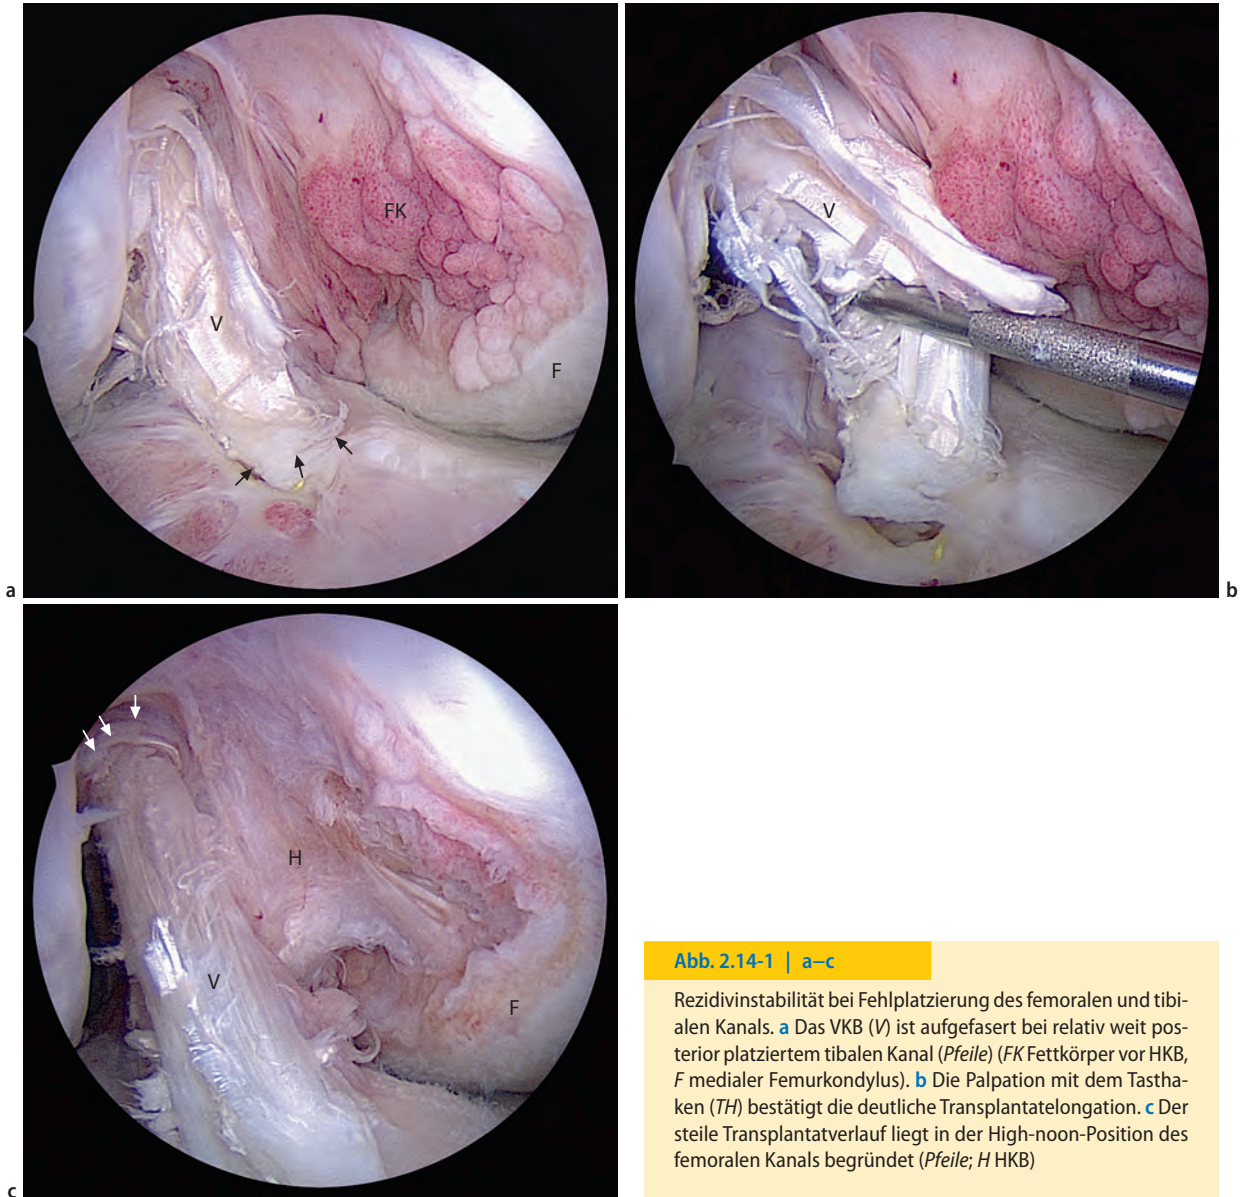 FK
V
F
a
V
b
H
V
F
c
Abb. 2.14-1 | a–c
Rezidivinstabilität bei Fehlplatzierung des femoralen und tibi-
alen Kanals. a Das VKB (V) ist aufgefasert bei relativ weit pos-
terior platziertem tibalen Kanal (Pfeile) (FK Fettkörper vor HKB,
F medialer Femurkondylus). b Die Palpation mit dem Tastha-
ken (TH) bestätigt die deutliche Transplantatelongation. c Der
steile Transplantatverlauf liegt in der High-noon-Position des
femoralen Kanals begründet (Pfeile; H HKB)